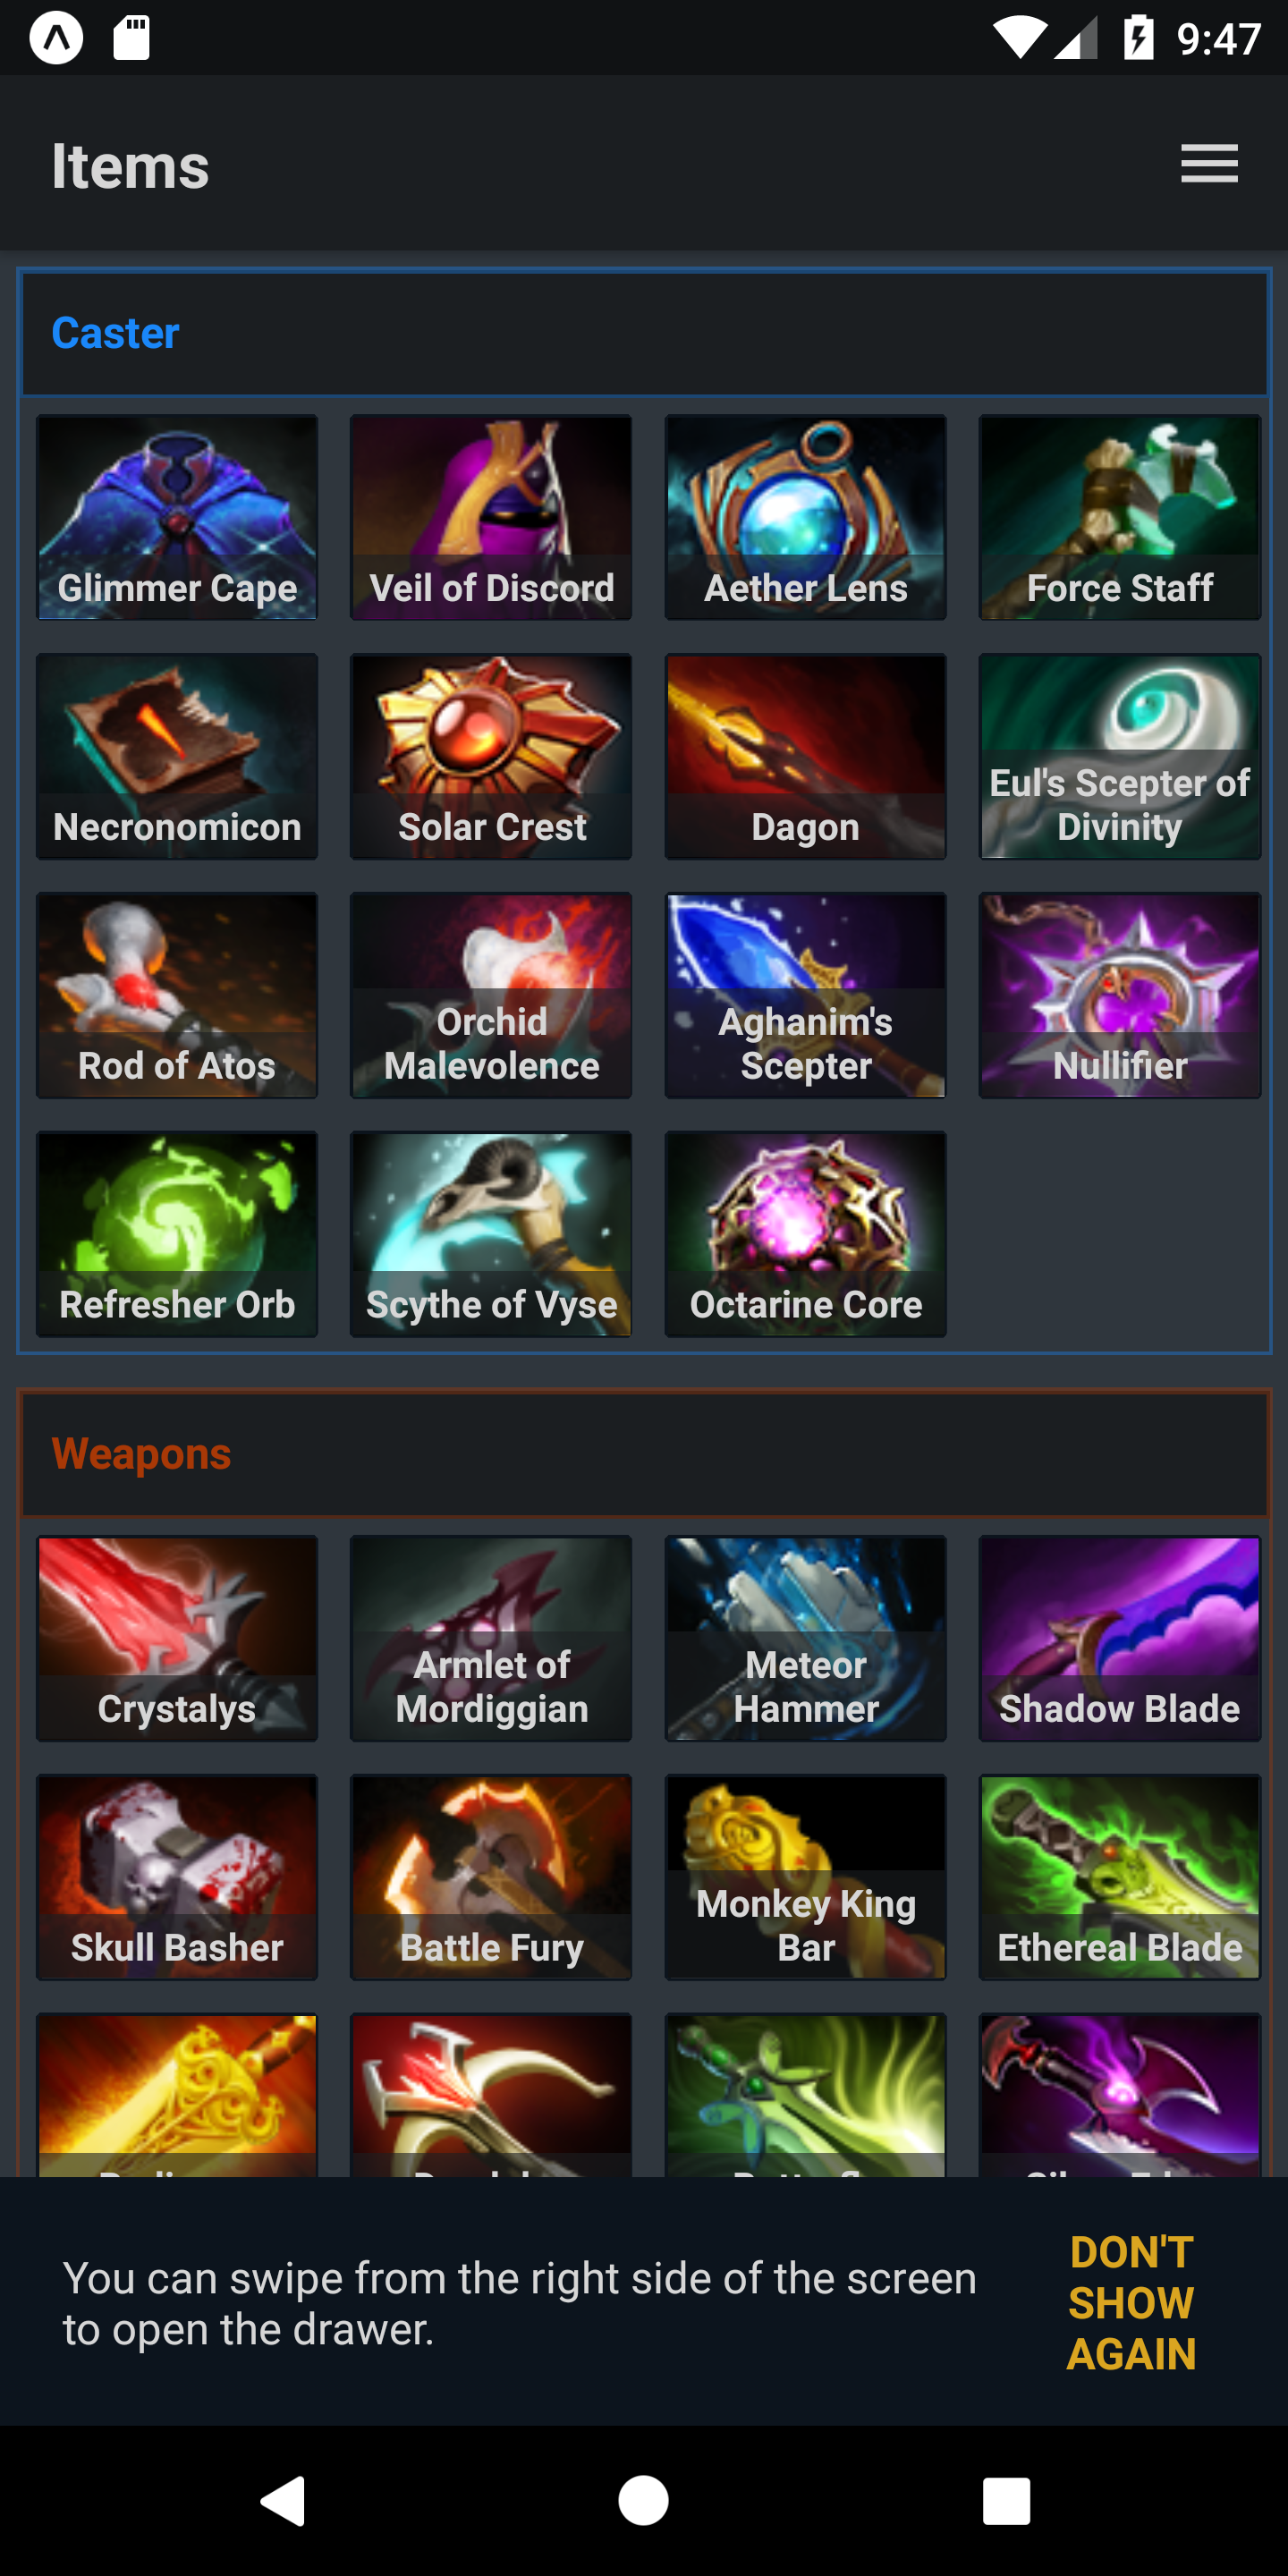 9:47
Items
Caster
Glimmer Cape
Veil of Discord
Aether Lens
Force Staff
Necronomicon
Solar Crest
Dagon
Eul's Scepter of
Divinity
Rod of Atos
Orchid
Malevolence
Aghanim's
Scepter
Nullifier
Refresher Orb
Scythe of Vyse
Octarine Core
Weapons
Crystalys
Armlet of
Mordiggian
Meteor
Hammer
Shadow Blade
Skull Basher
Battle Fury
Monkey King
Bar
Ethereal Blade
You can swipe from the right side of the screen
to open the drawer.
DON'T
SHOW
AGAIN